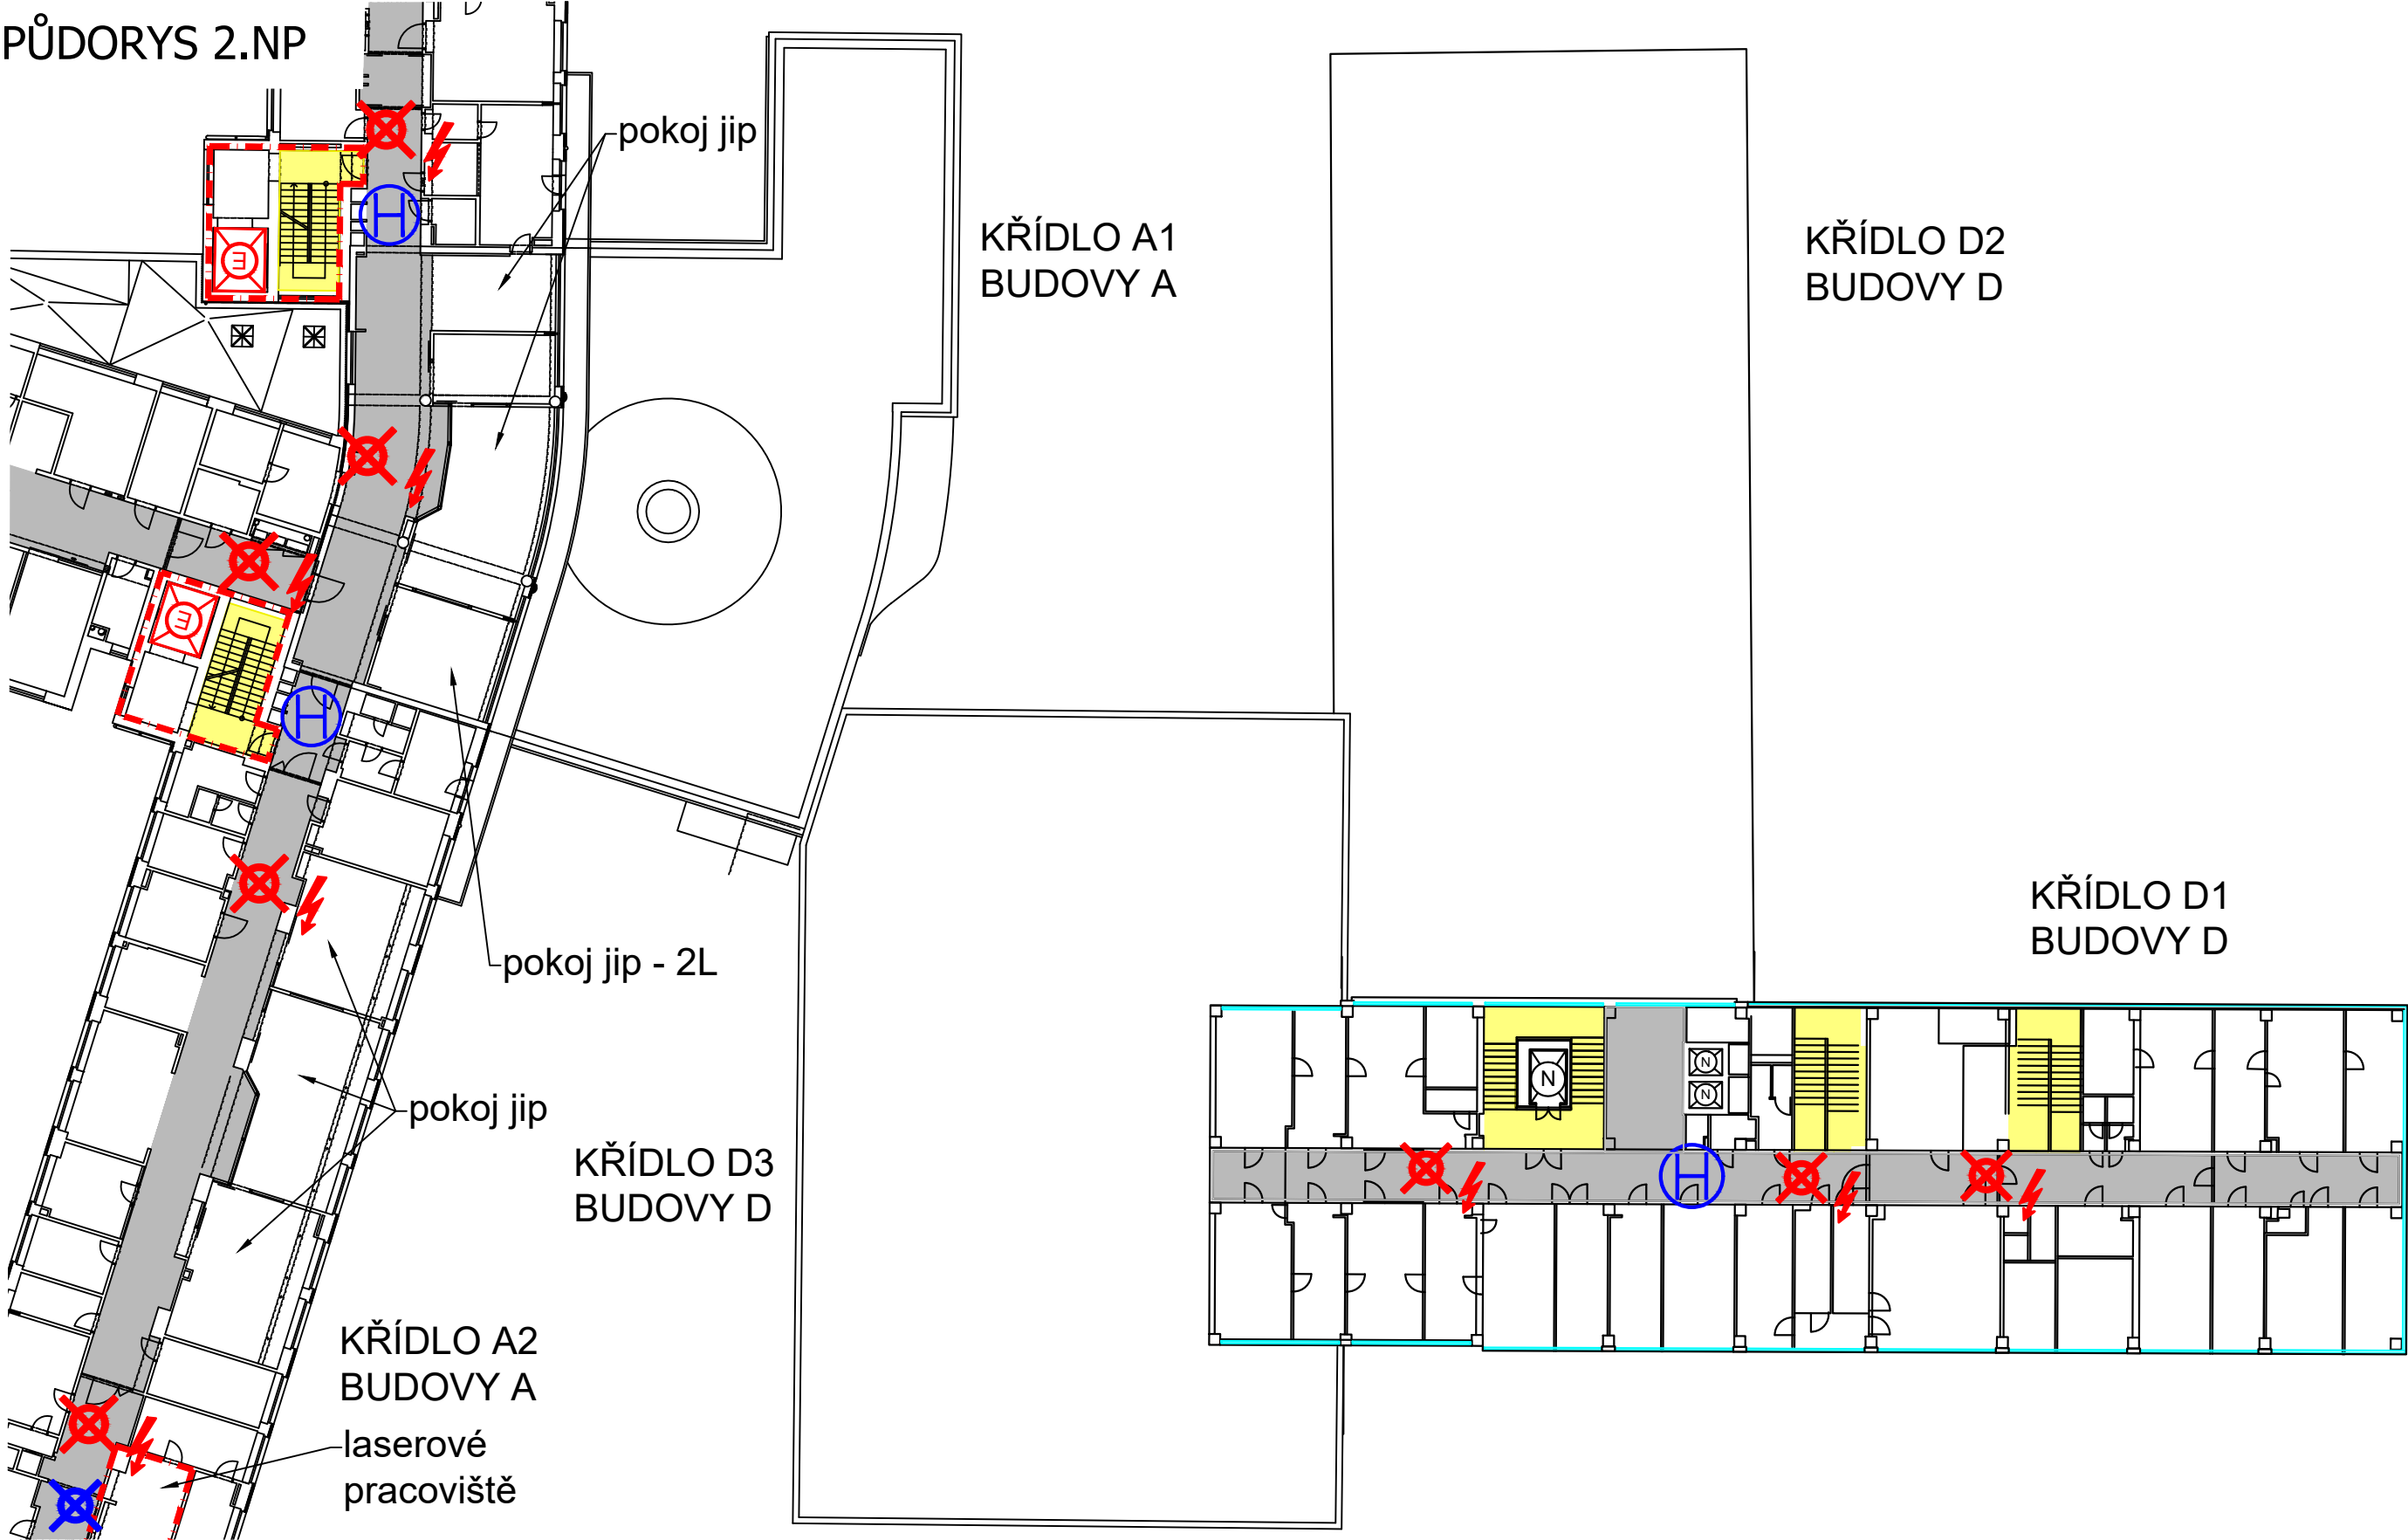 PŮDORYS 2.NP
pokoj jip
KŘÍDLO A1
BUDOVY A
KŘÍDLO D2
BUDOVY D
H
E
E
H
pokoj jip - 2L
KŘÍDLO D1
BUDOVY D
pokoj jip
N
N
N
H
KŘÍDLO D3
BUDOVY D
KŘÍDLO A2
BUDOVY A
laserové
pracoviště